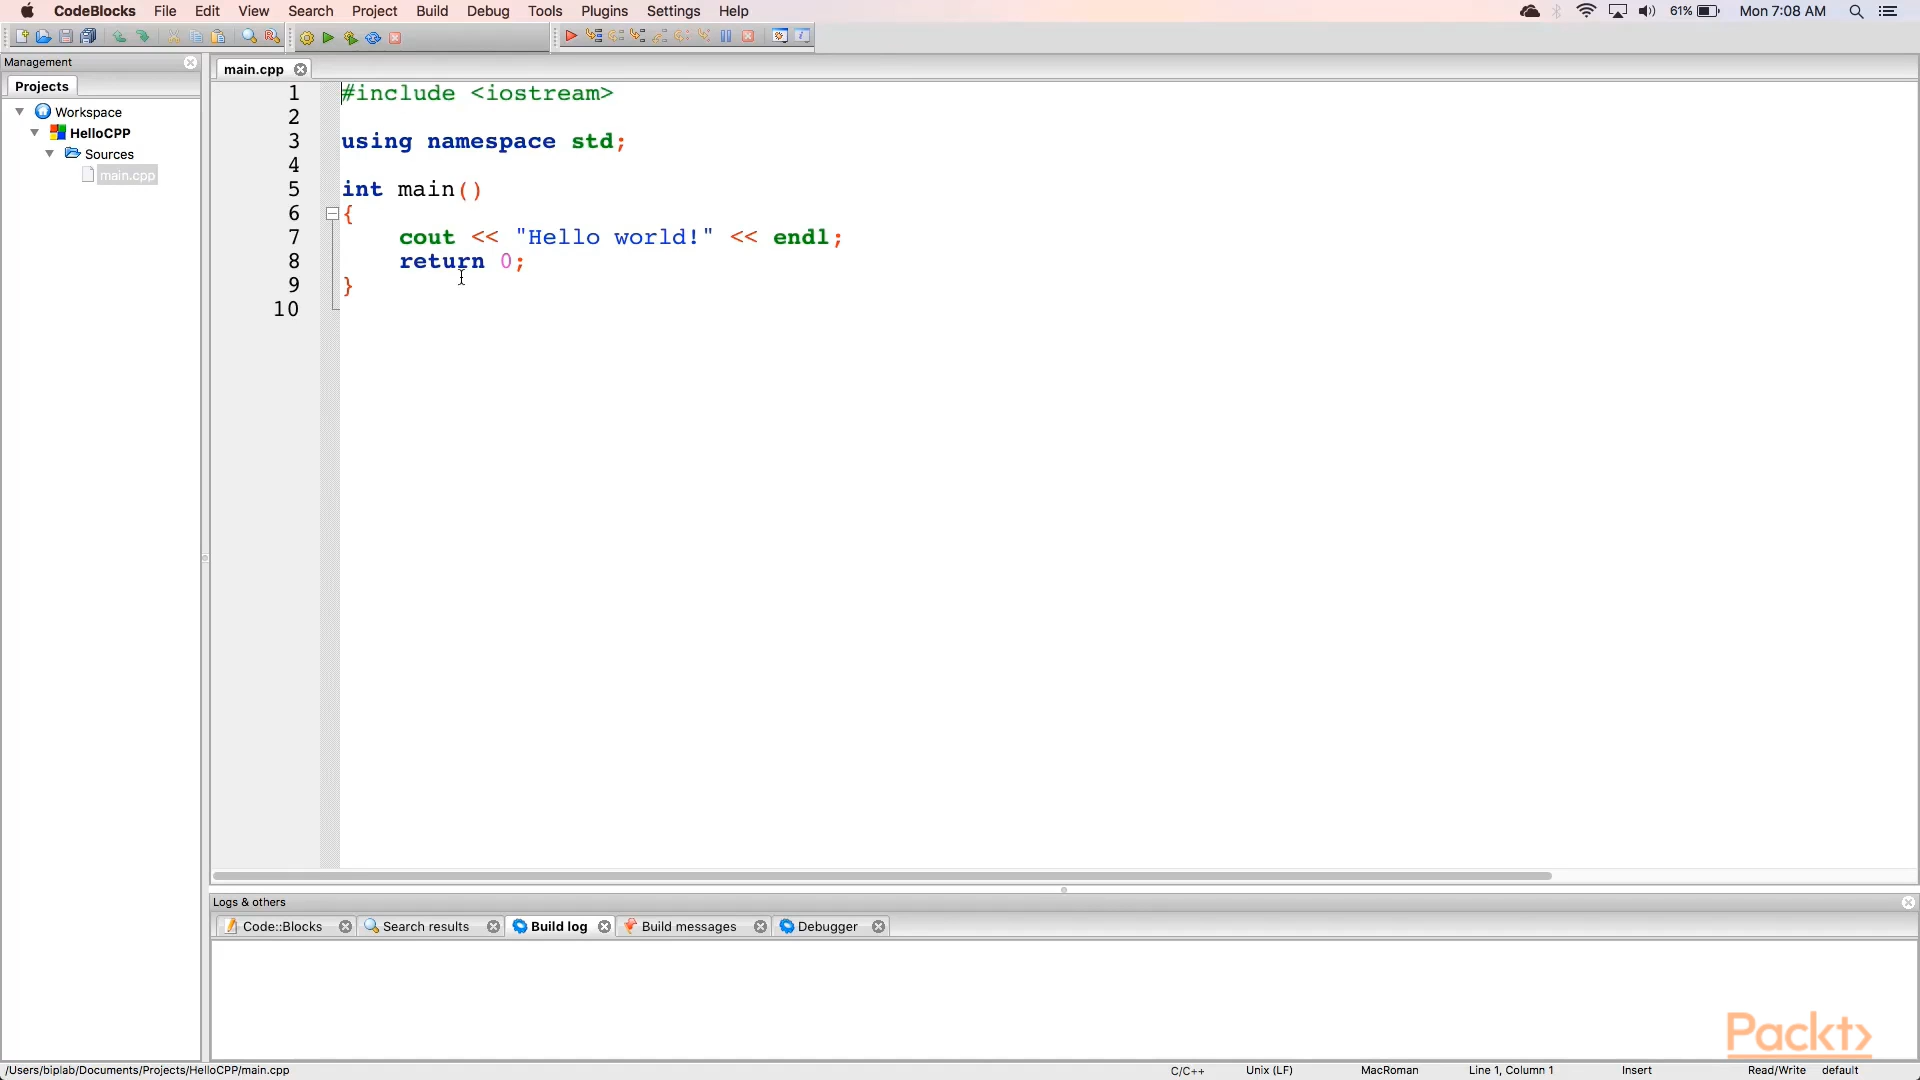 CodeBlocks File Edit View Search Project Build Debug Tools Plugins Settings Help 61% Mon 7:08 AM
Management
Projects
Workspace
HelloCPP
Sources
main.cpp
main.cpp
1 #include <iostream>
2
3 using namespace std;
4
5 int main()
6 {
7 cout << "Hello world!" << endl;
8 return 0;
9 }
10
Logs & others
Code::Blocks Search results Build log Build messages Debugger
Packt>
/Users/biplab/Documents/Projects/HelloCPP/main.cpp C/C++ Unix (LF) MacRoman Line 1, Column 1 Insert Read/Write default